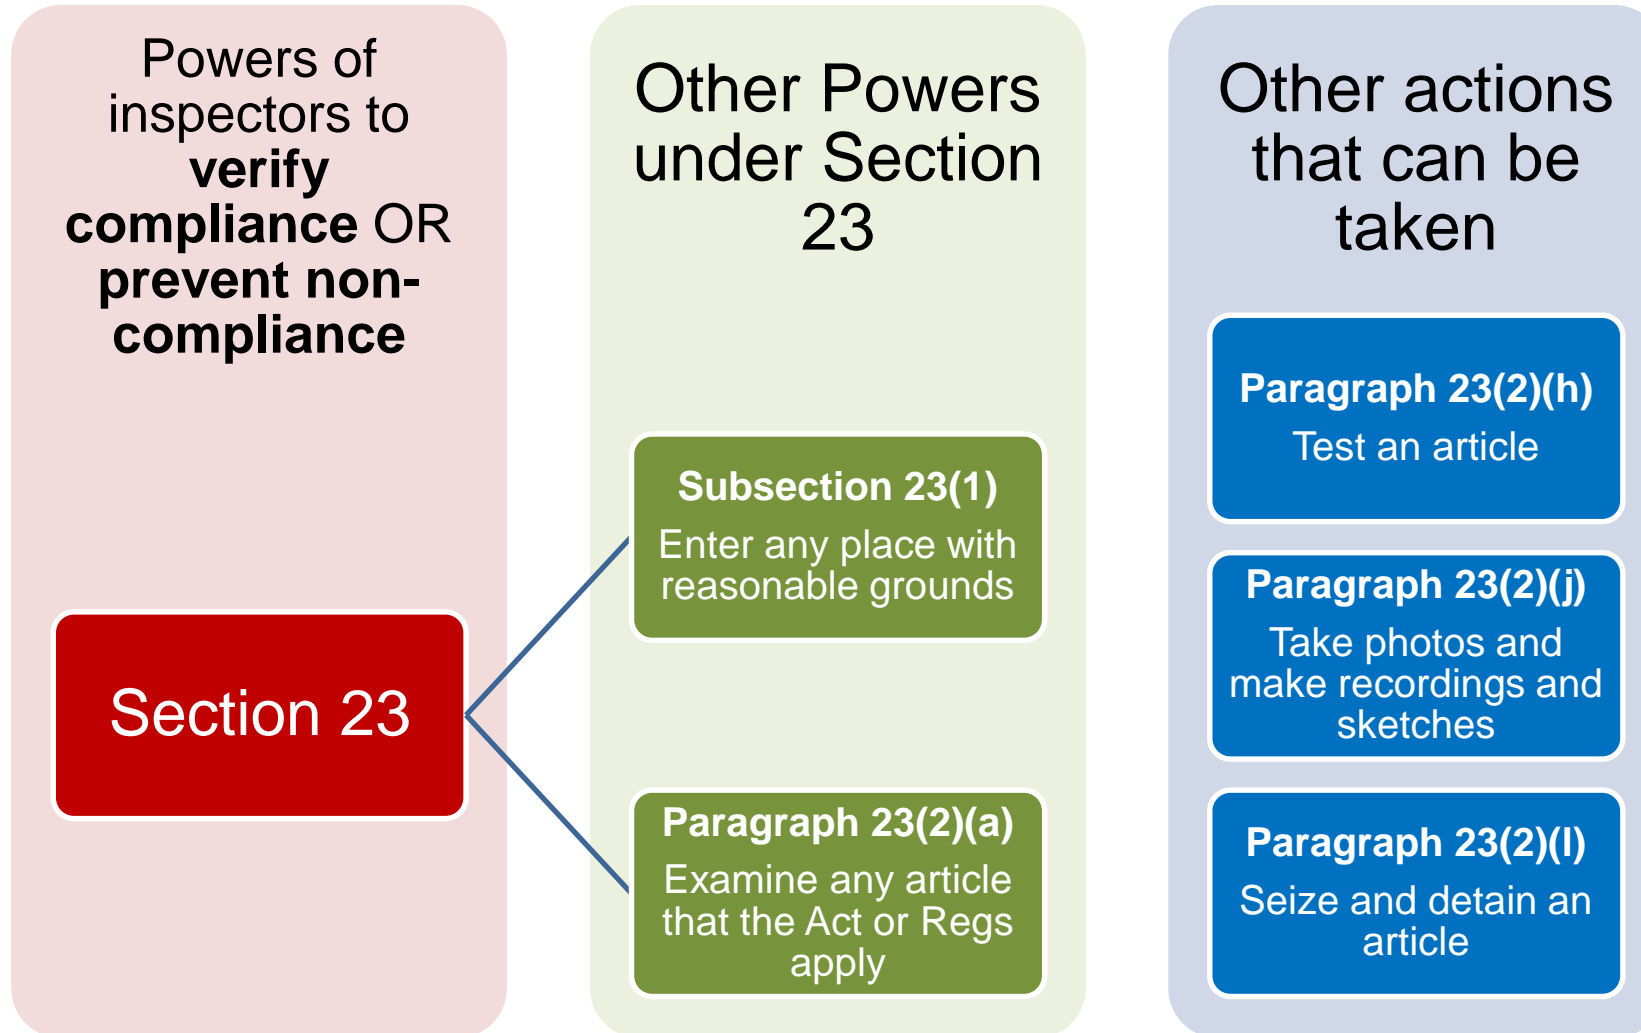 Powers of
inspectors to
verify
compliance OR
prevent non-
compliance
Section 23
Other Powers
under Section
23
Subsection 23(1)
Enter any place with
reasonable grounds
Paragraph 23(2)(a)
Examine any article
that the Act or Regs
apply
Other actions
that can be
taken
Paragraph 23(2)(h)
Test an article
Paragraph 23(2)(j)
Take photos and
make recordings and
sketches
Paragraph 23(2)(l)
Seize and detain an
article